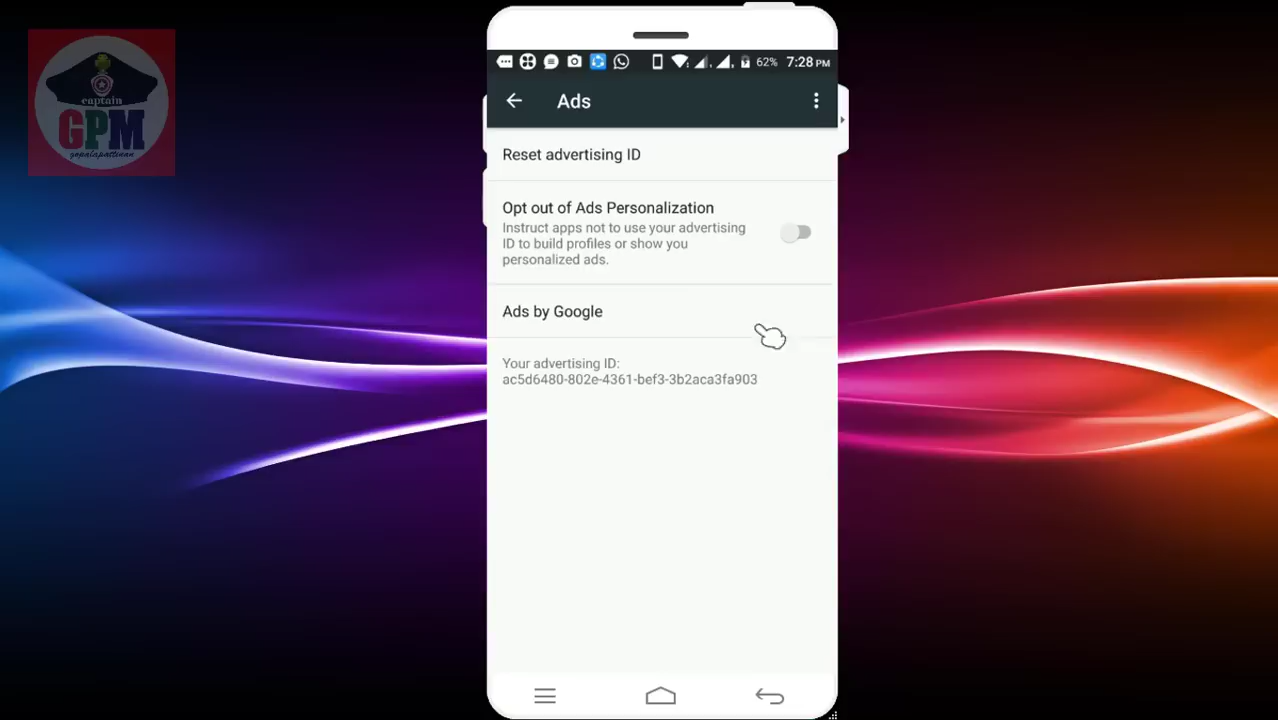 captain
GPM
gopalapattinan
62%
7:28 PM
Ads
Reset advertising ID
Opt out of Ads Personalization
Instruct apps not to use your advertising
ID to build profiles or show you
personalized ads.
Ads by Google
Your advertising ID:
ac5d6480-802e-4361-bef3-3b2aca3fa903